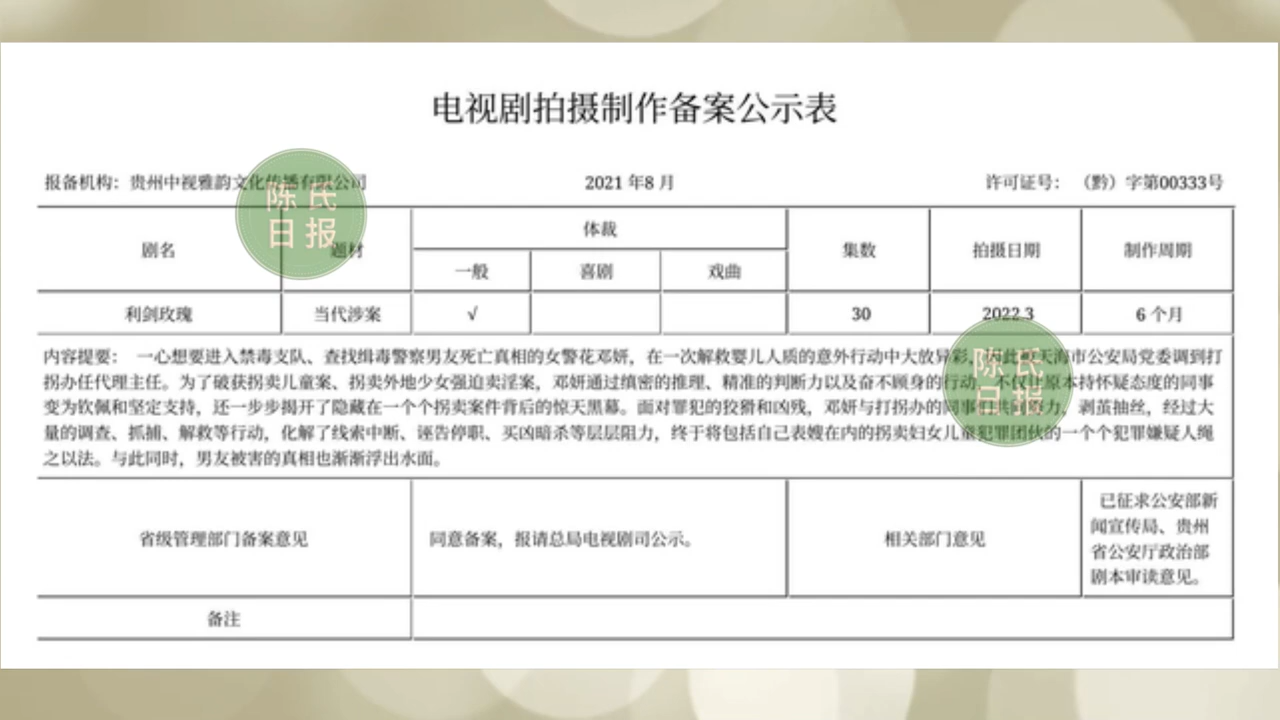 电视剧拍摄制作备案公示表
报备机构：贵州中视雅韵文化传播有限公司 2021 年8 月 许可证号：（黔）字第00333号
陈氏
日报
剧名 题材 体裁 集数 拍摄日期 制作周期
一般 喜剧 戏曲
利剑玫瑰 当代涉案 √ 30 2022.3 6 个月
内容提要： 一心想要进入禁毒支队、查找缉毒警察男友死亡真相的女警花邓妍，在一次解救婴儿人质的意外行动中大放异彩，因此被天海市公安局党委调到打
拐办任代理主任。为了破获拐卖儿童案、拐卖外地少女强迫卖淫案，邓妍通过缜密的推理、精准的判断力以及奋不顾身的行动，不仅让原本持怀疑态度的同事
变为钦佩和坚定支持，还一步步揭开了隐藏在一个个拐卖案件背后的惊天黑幕。面对罪犯的狡猾和凶残，邓妍与打拐办的同事们共同努力、剥茧抽丝，经过大
量的调查、抓捕、解救等行动，化解了线索中断、诬告停职、买凶暗杀等层层阻力，终于将包括自己表嫂在内的拐卖妇女儿童犯罪团伙的一个个犯罪嫌疑人绳
之以法。与此同时，男友被害的真相也渐渐浮出水面。
陈氏
日报
省级管理部门备案意见 同意备案，报请总局电视剧司公示。 相关部门意见 已征求公安部新
闻宣传局、贵州
省公安厅政治部
剧本审读意见。
备注